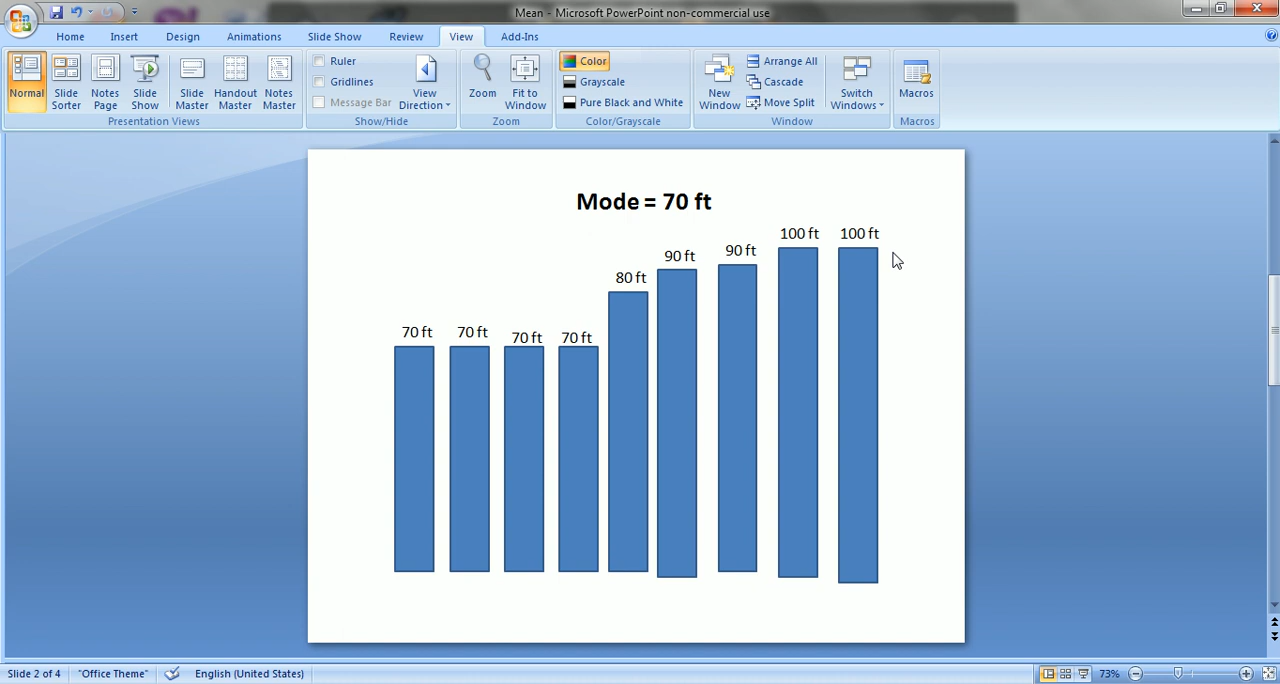 Mean - Microsoft PowerPoint non-commercial use
Home Insert Design Animations Slide Show Review View Add-Ins
Normal
Slide Sorter
Notes Page
Slide Show
Slide Master
Handout Master
Notes Master
Presentation Views
Ruler
Gridlines
Message Bar
View Direction
Show/Hide
Zoom
Fit to Window
Zoom
Color
Grayscale
Pure Black and White
Color/Grayscale
New Window
Arrange All
Cascade
Move Split
Switch Windows
Window
Macros
Macros
Mode = 70 ft
70 ft 70 ft 70 ft 70 ft 80 ft 90 ft 90 ft 100 ft 100 ft
Slide 2 of 4 "Office Theme" English (United States) 73%